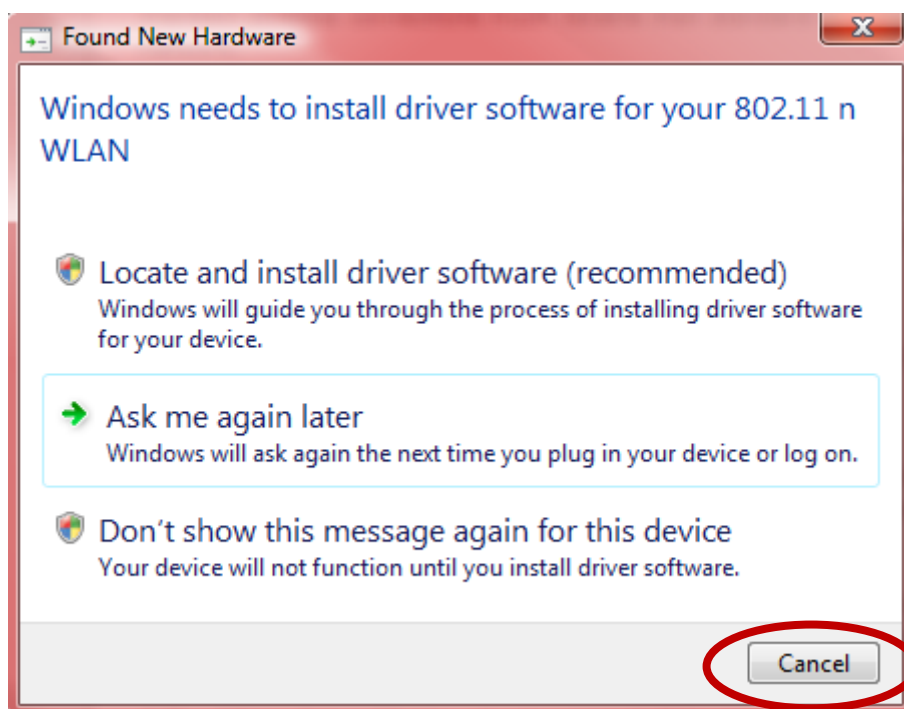 Found New Hardware
Windows needs to install driver software for your 802.11 n
WLAN
Locate and install driver software (recommended)
Windows will guide you through the process of installing driver software
for your device.
Ask me again later
Windows will ask again the next time you plug in your device or log on.
Don't show this message again for this device
Your device will not function until you install driver software.
Cancel